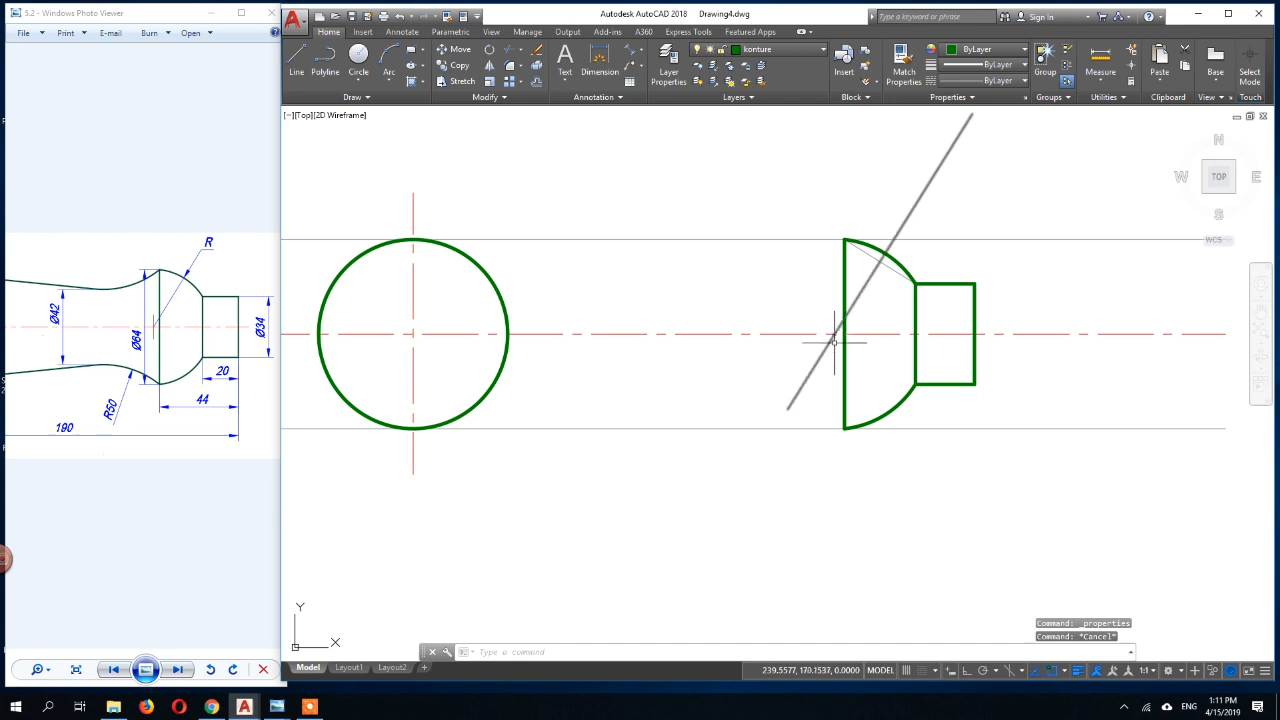 5.2 - Windows Photo Viewer
File Print E-mail Burn Open
Autodesk AutoCAD 2018 Drawing4.dwg
Type a keyword or phrase
Sign In
Home Insert Annotate Parametric View Manage Output Add-ins A360 Express Tools Featured Apps
Line Polyline Circle Arc
Move
Copy
Stretch
Text Dimension
Layer Properties
konture
Insert
Match Properties
ByLayer
ByLayer
ByLayer
Group Measure Paste Base
Select Mode
Draw Modify Annotation Layers Block Properties Groups Utilities Clipboard View Touch
[−][Top][2D Wireframe]
N
W TOP E
S
WCS
R
Ø42
Ø64
Ø34
20
R50
44
190
Y
X
Command: _properties
Command: *Cancel*
Type a command
Model Layout1 Layout2 +
239.5577, 170.1537, 0.0000 MODEL
1:1
ENG
1:11 PM
4/15/2019